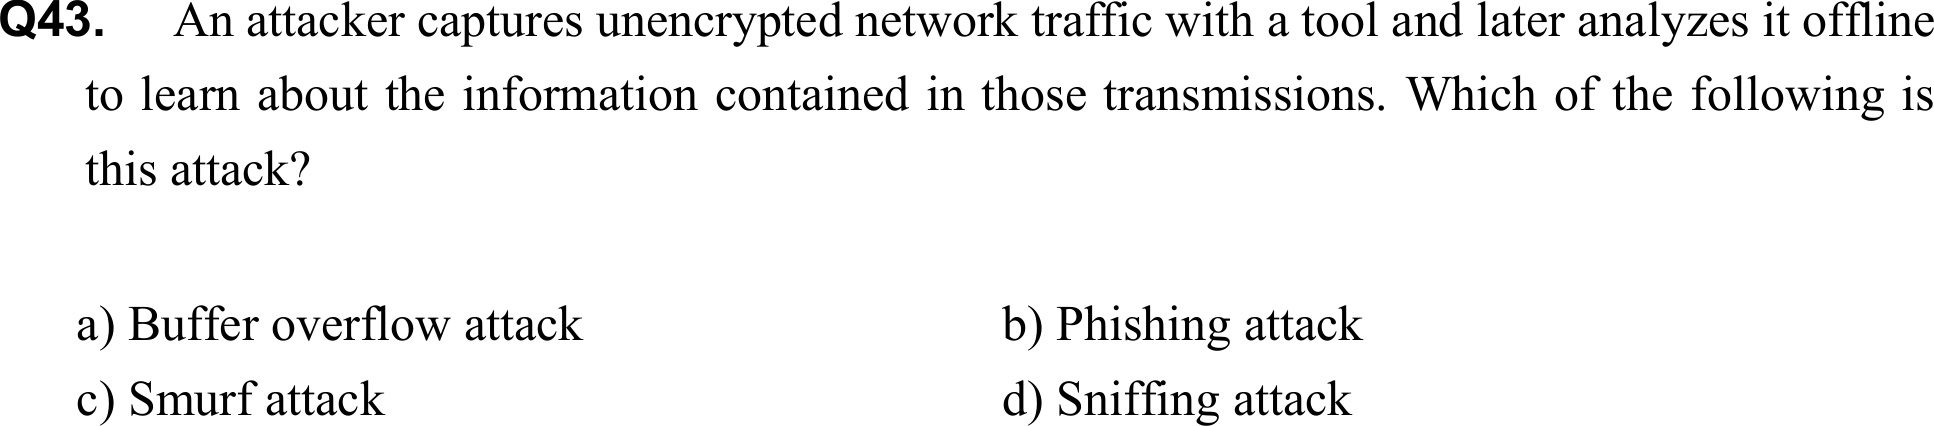 Q43. An attacker captures unencrypted network traffic with a tool and later analyzes it offline
to learn about the information contained in those transmissions. Which of the following is
this attack?
a) Buffer overflow attack b) Phishing attack
c) Smurf attack d) Sniffing attack